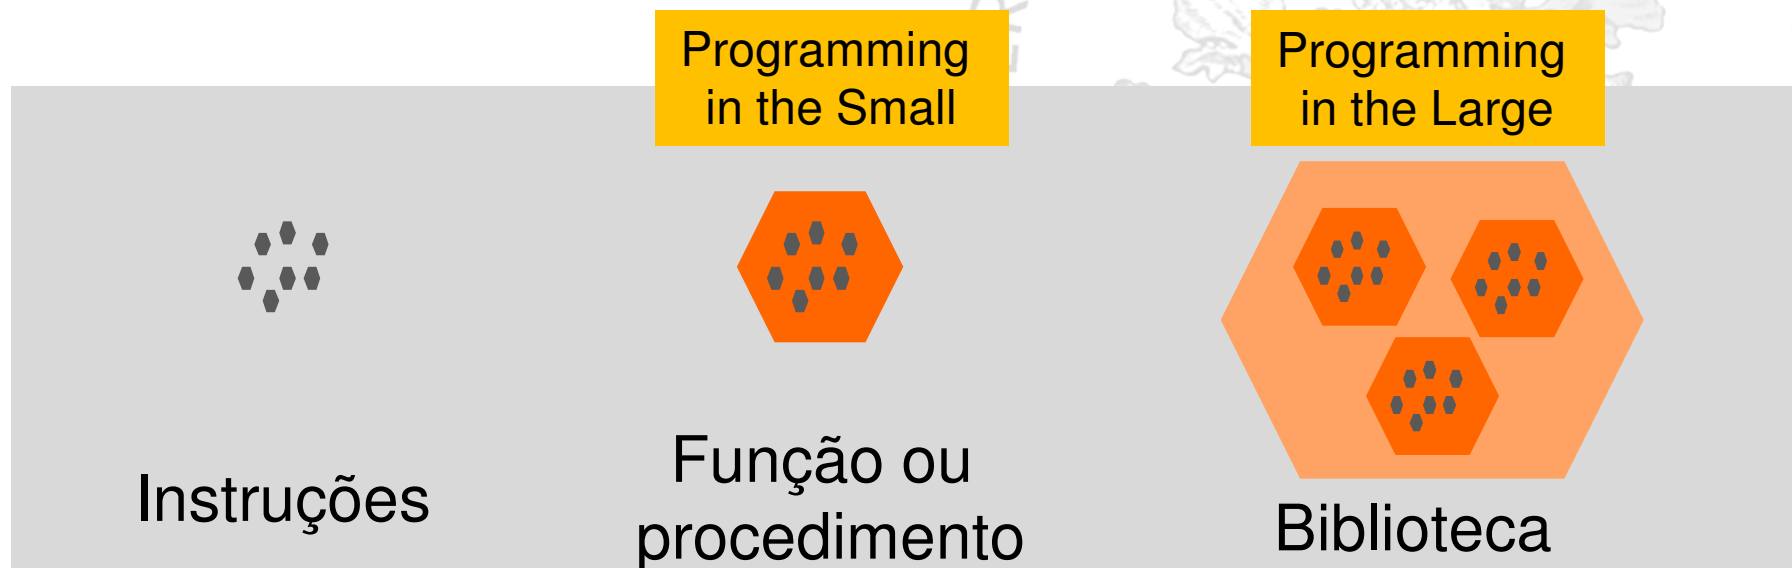 Programming
in the Small
Programming
in the Large
Instruções
Função ou
procedimento
Biblioteca